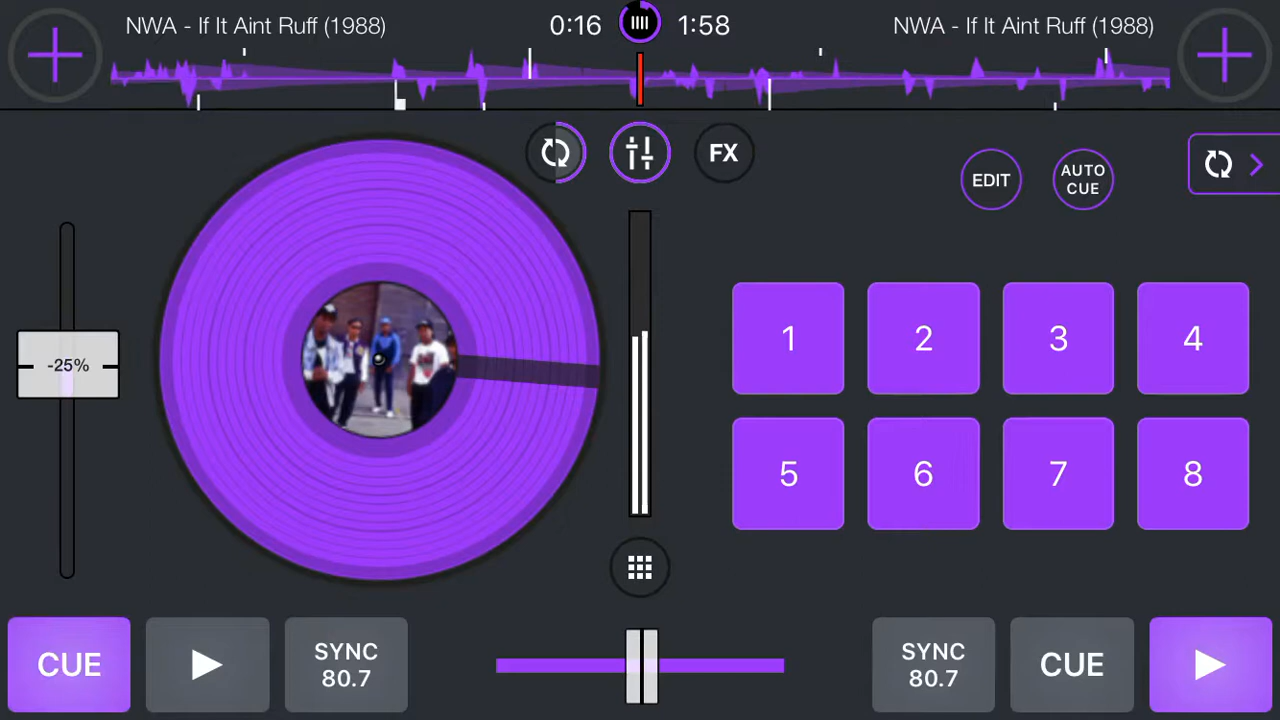 NWA - If It Aint Ruff (1988)
0:16
1:58
NWA - If It Aint Ruff (1988)
FX
EDIT
AUTO
CUE
-25%
1
2
3
4
5
6
7
8
CUE
SYNC
80.7
SYNC
80.7
CUE